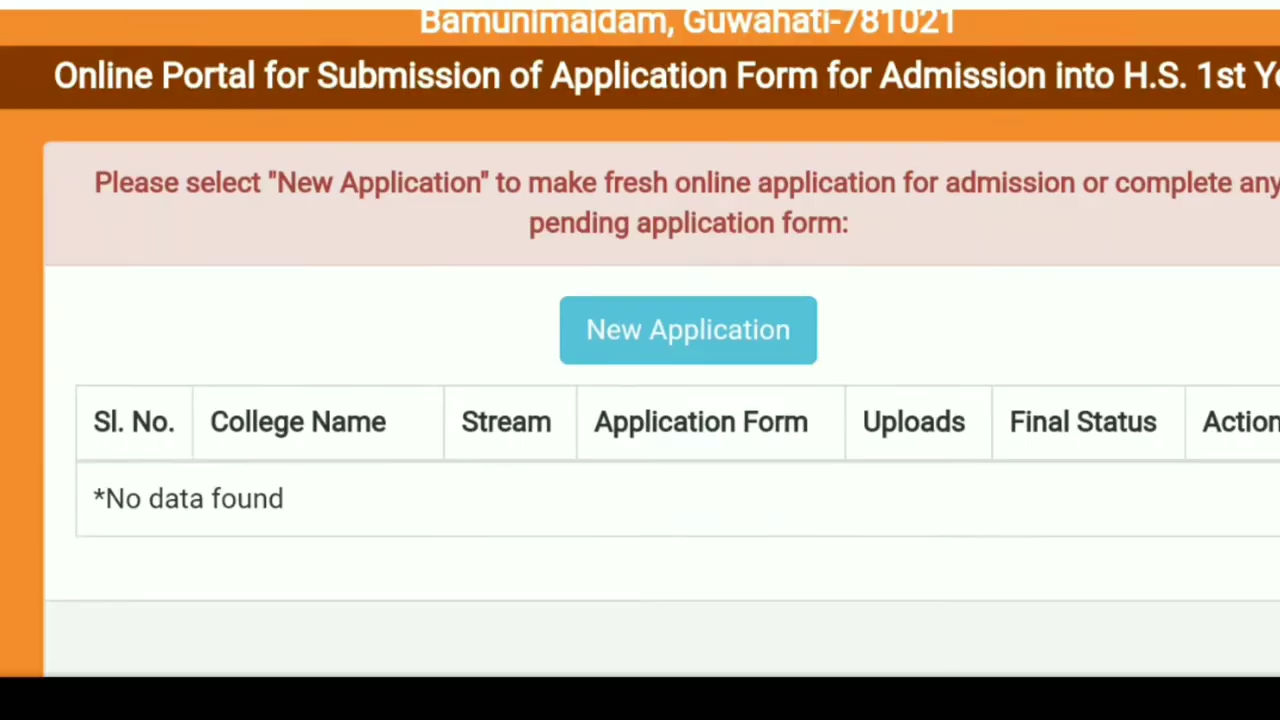 Bamunimaidam, Guwahati-781021
Online Portal for Submission of Application Form for Admission into H.S. 1st
Please select "New Application" to make fresh online application for admission or complete any
pending application form:
New Application
Sl. No. College Name Stream Application Form Uploads Final Status Action
*No data found